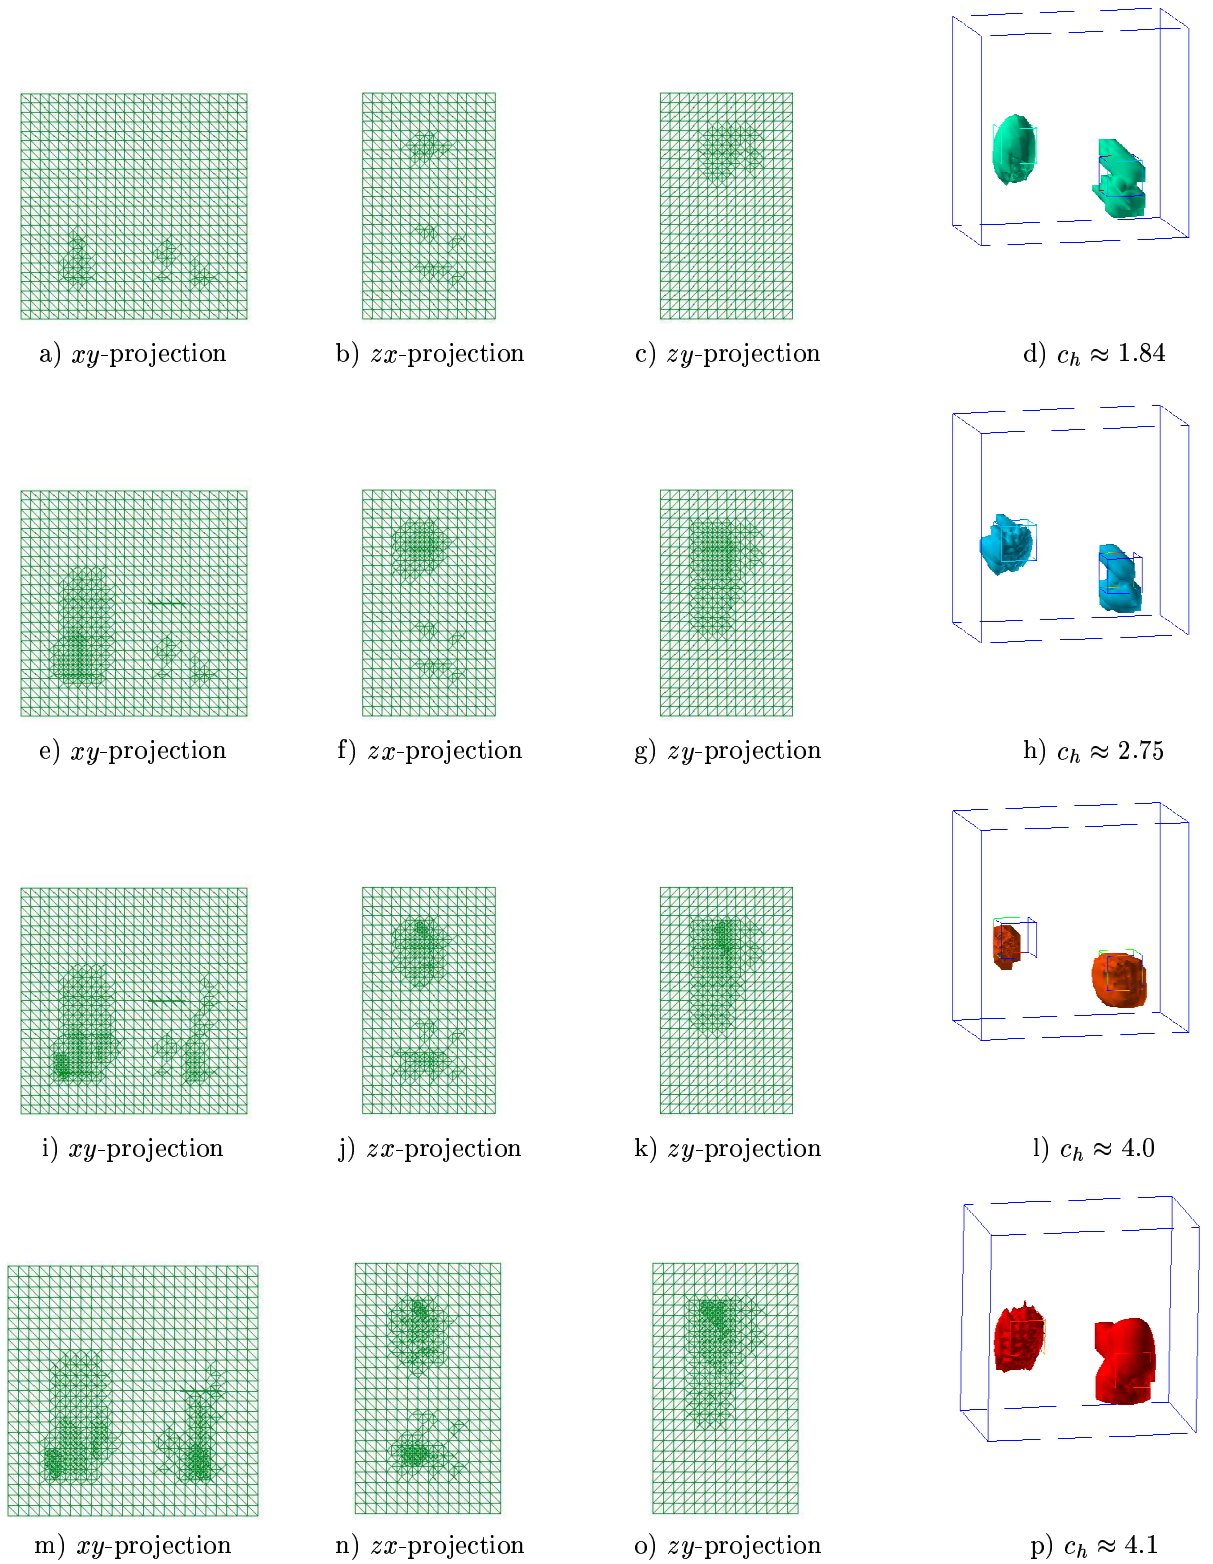 a) xy-projection b) zx-projection c) zy-projection d) c_h ≈ 1.84
e) xy-projection f) zx-projection g) zy-projection h) c_h ≈ 2.75
i) xy-projection j) zx-projection k) zy-projection l) c_h ≈ 4.0
m) xy-projection n) zx-projection o) zy-projection p) c_h ≈ 4.1